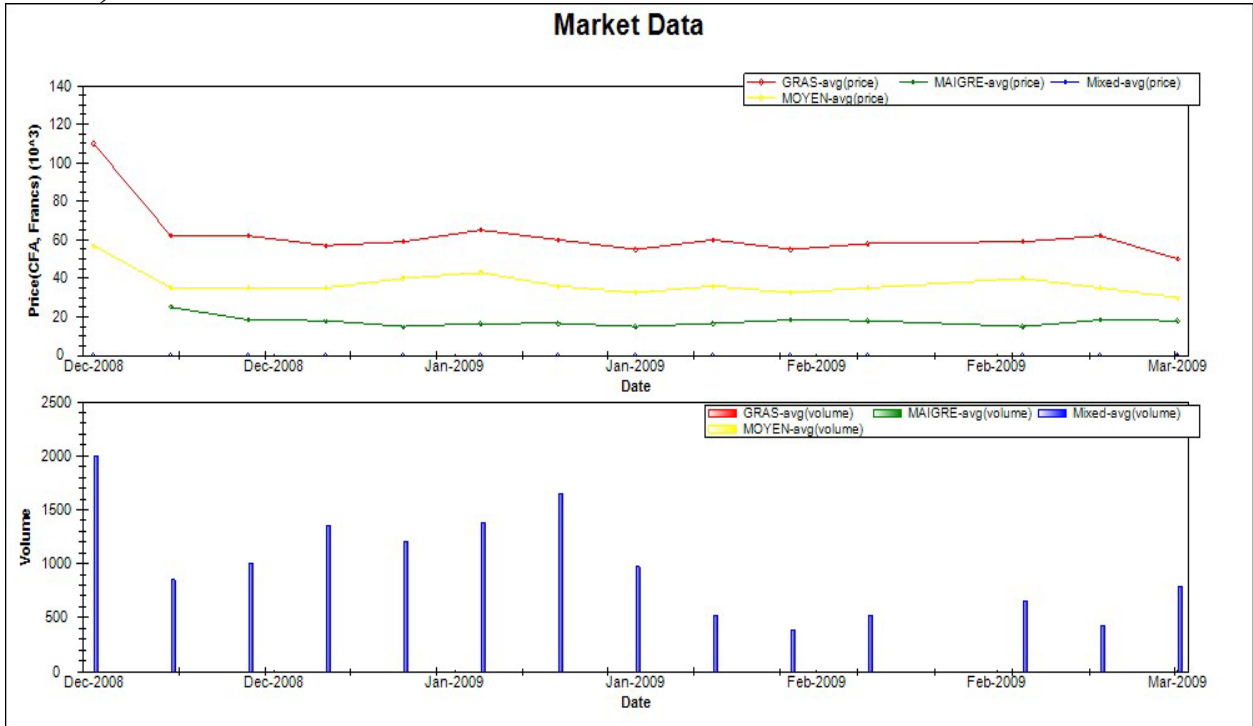 Market Data
GRAS-avg(price) MAIGRE-avg(price) Mixed-avg(price)
MOYEN-avg(price)
Price(CFA, Francs) (10^3)
140
120
100
80
60
40
20
0
Dec-2008 Dec-2008 Jan-2009 Jan-2009 Feb-2009 Feb-2009 Mar-2009
Date
GRAS-avg(volume) MAIGRE-avg(volume) Mixed-avg(volume)
MOYEN-avg(volume)
Volume
2500
2000
1500
1000
500
0
Dec-2008 Dec-2008 Jan-2009 Jan-2009 Feb-2009 Feb-2009 Mar-2009
Date